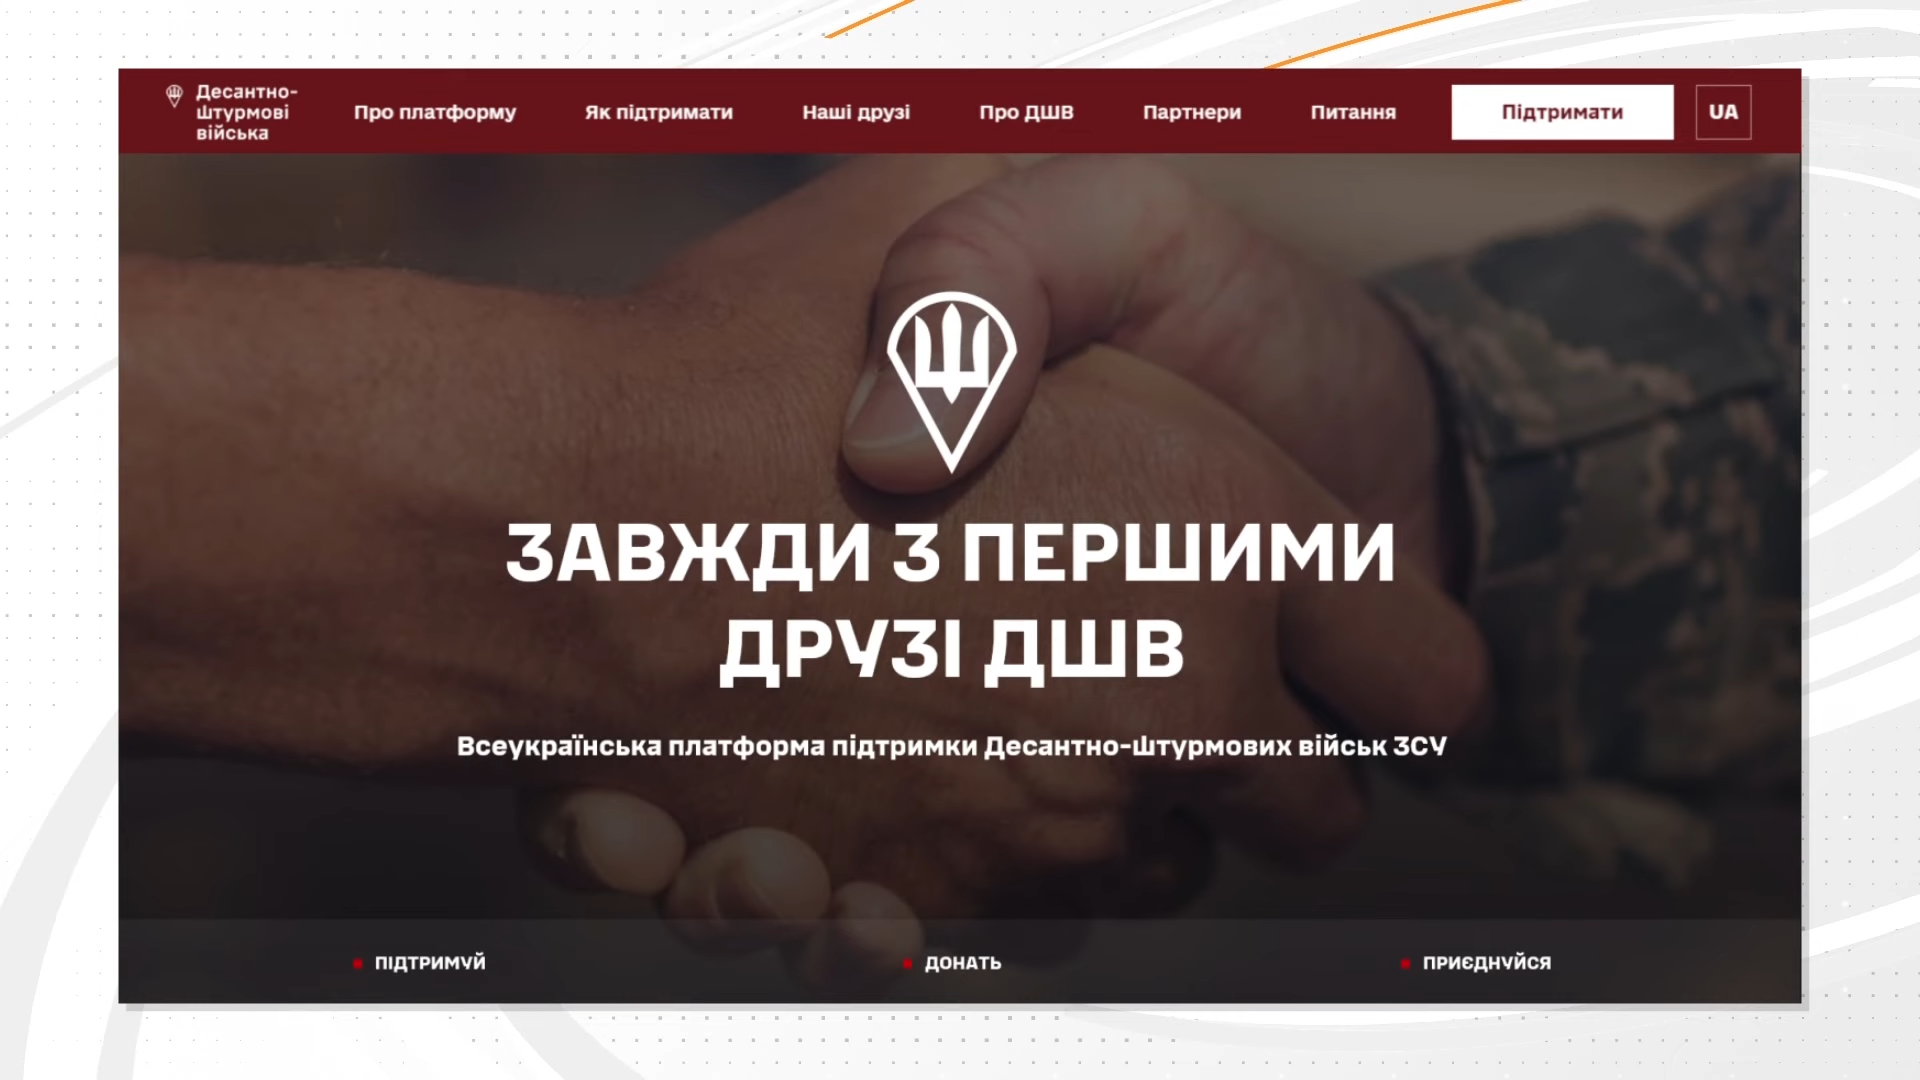 Десантно-
штурмові
війська
Про платформу
Як підтримати
Наші друзі
Про ДШВ
Партнери
Питання
Підтримати
UA
ЗАВЖДИ З ПЕРШИМИ
ДРУЗІ ДШВ
Всеукраїнська платформа підтримки Десантно-штурмових військ ЗСУ
ПІДТРИМУЙ
ДОНАТЬ
ПРИЄДНУЙСЯ